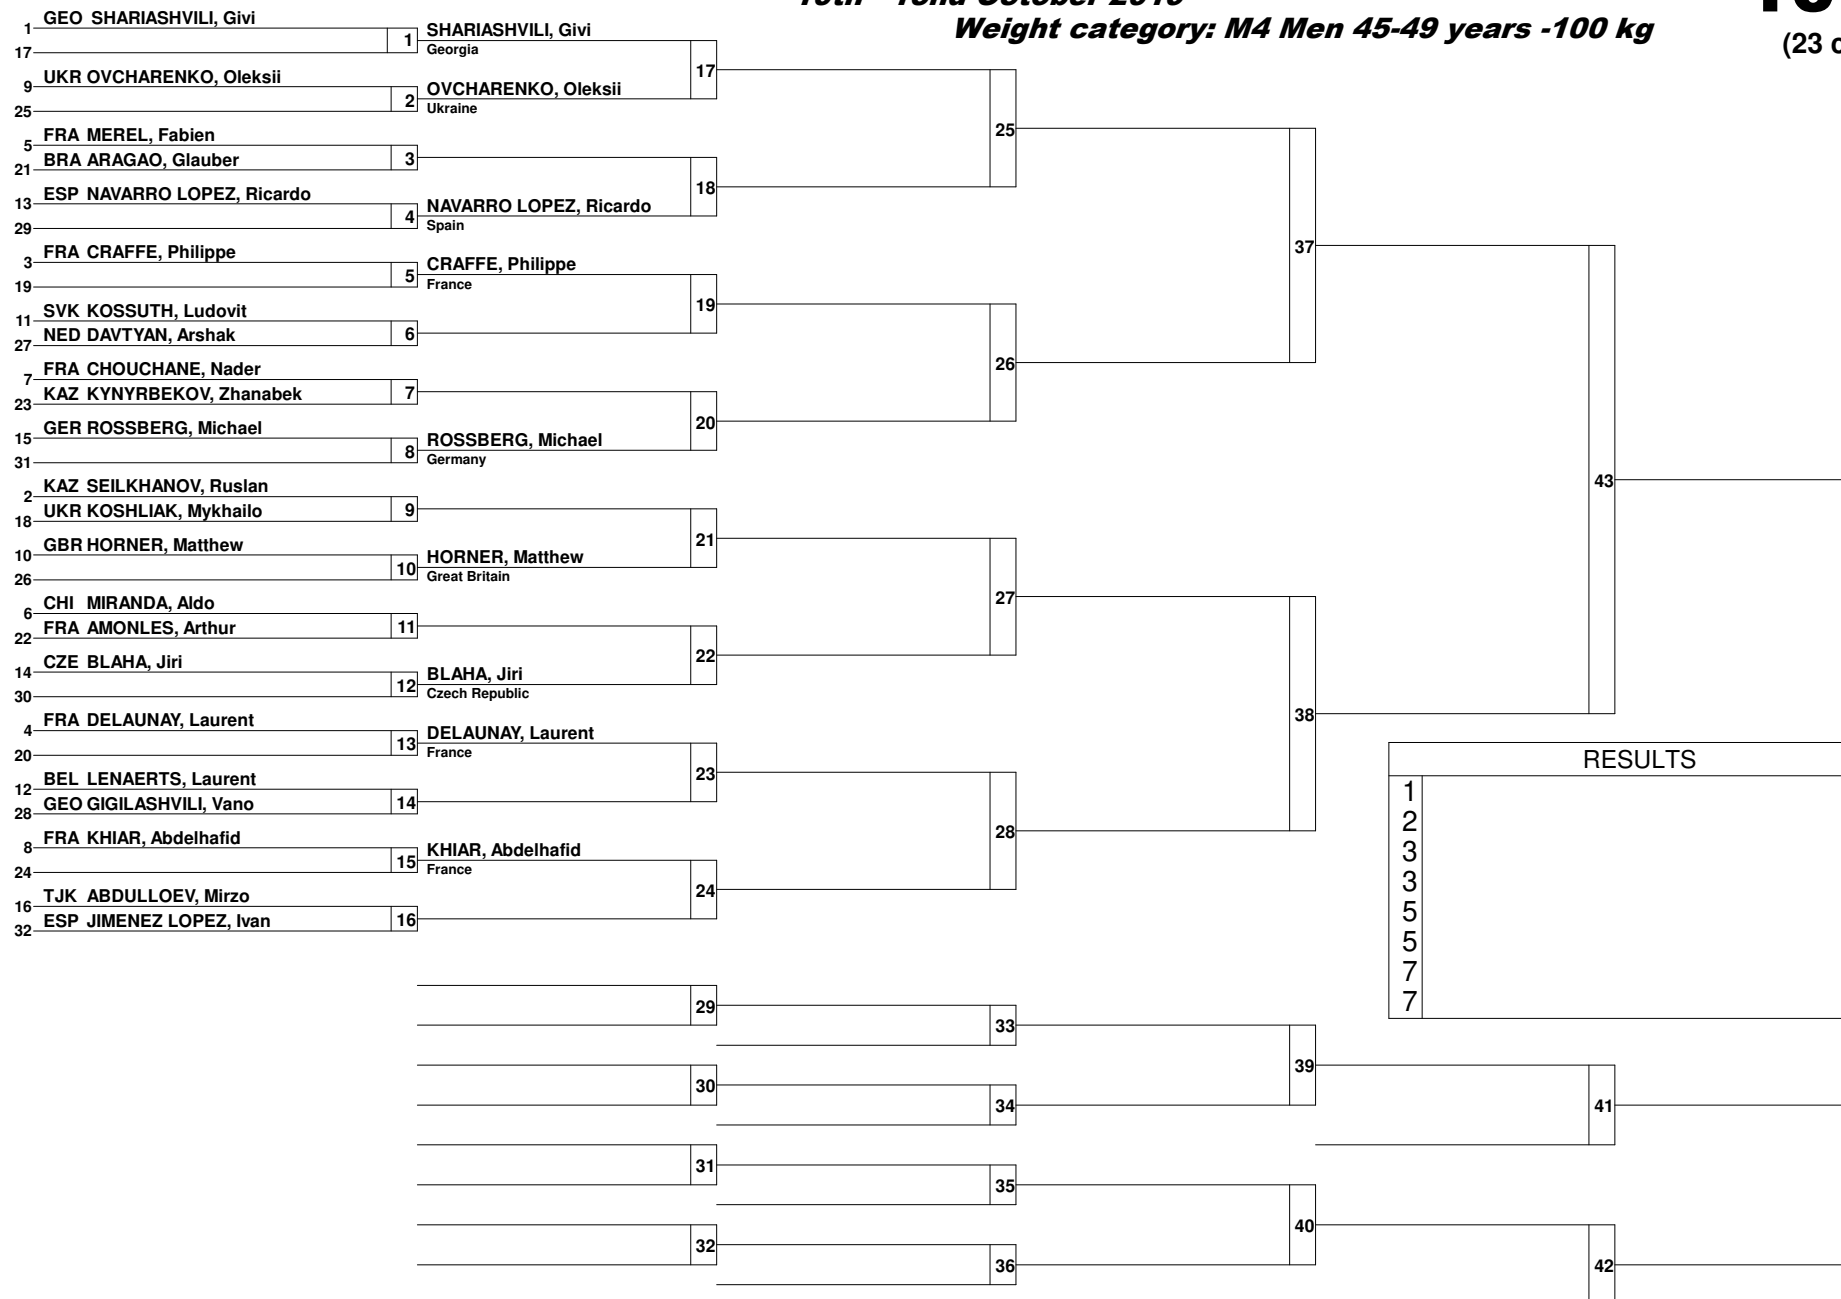 Weight category: M4 Men 45-49 years -100 kg
(23
1 GEO SHARIASHVILI, Givi
17
1 SHARIASHVILI, Givi
Georgia
9 UKR OVCHARENKO, Oleksii
25
2 OVCHARENKO, Oleksii
Ukraine
17
5 FRA MEREL, Fabien
21 BRA ARAGAO, Glauber
3
13 ESP NAVARRO LOPEZ, Ricardo
29
4 NAVARRO LOPEZ, Ricardo
Spain
18
25
3 FRA CRAFFE, Philippe
19
5 CRAFFE, Philippe
France
11 SVK KOSSUTH, Ludovit
27 NED DAVTYAN, Arshak
6
19
7 FRA CHOUCHANE, Nader
23 KAZ KYNYRBEKOV, Zhanabek
7
15 GER ROSSBERG, Michael
31
8 ROSSBERG, Michael
Germany
20
26
37
2 KAZ SEILKHANOV, Ruslan
18 UKR KOSHLIAK, Mykhailo
9
10 GBR HORNER, Matthew
26
10 HORNER, Matthew
Great Britain
21
6 CHI MIRANDA, Aldo
22 FRA AMONLES, Arthur
11
14 CZE BLAHA, Jiri
30
12 BLAHA, Jiri
Czech Republic
22
27
4 FRA DELAUNAY, Laurent
20
13 DELAUNAY, Laurent
France
12 BEL LENAERTS, Laurent
28 GEO GIGILASHVILI, Vano
14
23
8 FRA KHIAR, Abdelhafid
24
15 KHIAR, Abdelhafid
France
16 TJK ABDULLOEV, Mirzo
32 ESP JIMENEZ LOPEZ, Ivan
16
24
28
38
43
RESULTS
1
2
3
3
5
5
7
7
29
33
30
34
39
41
31
35
32
36
40
42